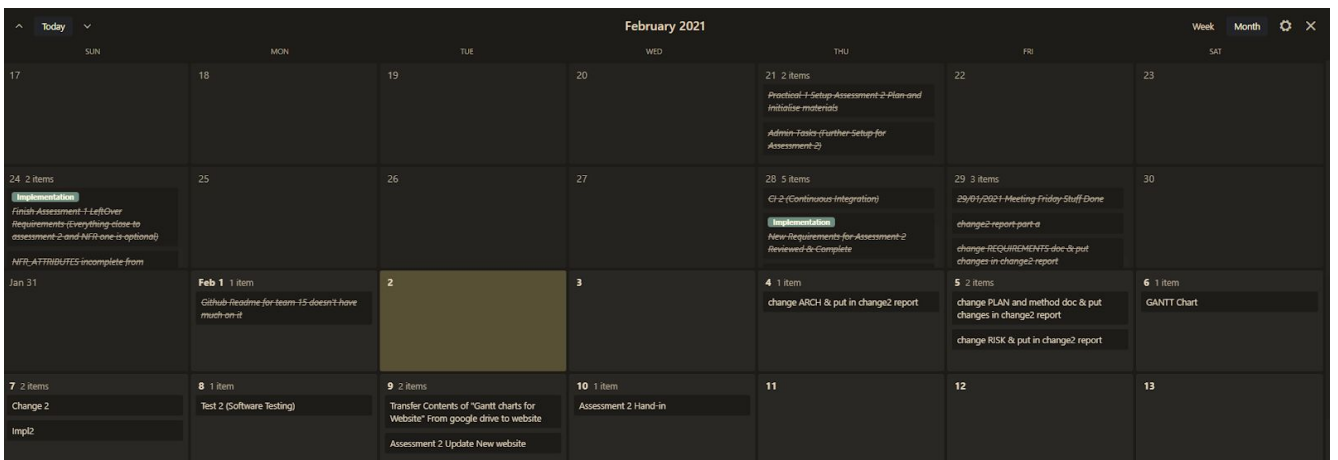 Today
February 2021
Week
Month
SUN
MON
TUE
WED
THU
FRI
SAT
17
18
19
20
21 2 items
Practical 1 Setup Assessment 2 Plan and
Initialise materials
Admin Tasks (Further Setup for
Assessment 2)
22
23
24 2 items
Implementation
Finish Assessment 1 LeftOver
Requirements (Everything close to
assessment 2 and NFR one is optional)
NFR_ATTRIBUTES incomplete from
25
26
27
28 5 items
CI 2 (Continuous Integration)
Implementation
New Requirements for Assessment 2
Reviewed & Complete
29 3 items
29/01/2021 Meeting Friday Stuff Done
change2 report part a
change REQUIREMENTS doc & put
changes in change2 report
30
Jan 31
Feb 1 1 item
Github Readme for team 15 doesn't have
much on it
2
3
4 1 item
change ARCH & put in change2 report
5 2 items
change PLAN and method doc & put
changes in change2 report
change RISK & put in change2 report
6 1 item
GANTT Chart
7 2 items
Change 2
Impl2
8 1 item
Test 2 (Software Testing)
9 2 items
Transfer Contents of "Gantt charts for
Website" From google drive to website
Assessment 2 Update New website
10 1 item
Assessment 2 Hand-in
11
12
13